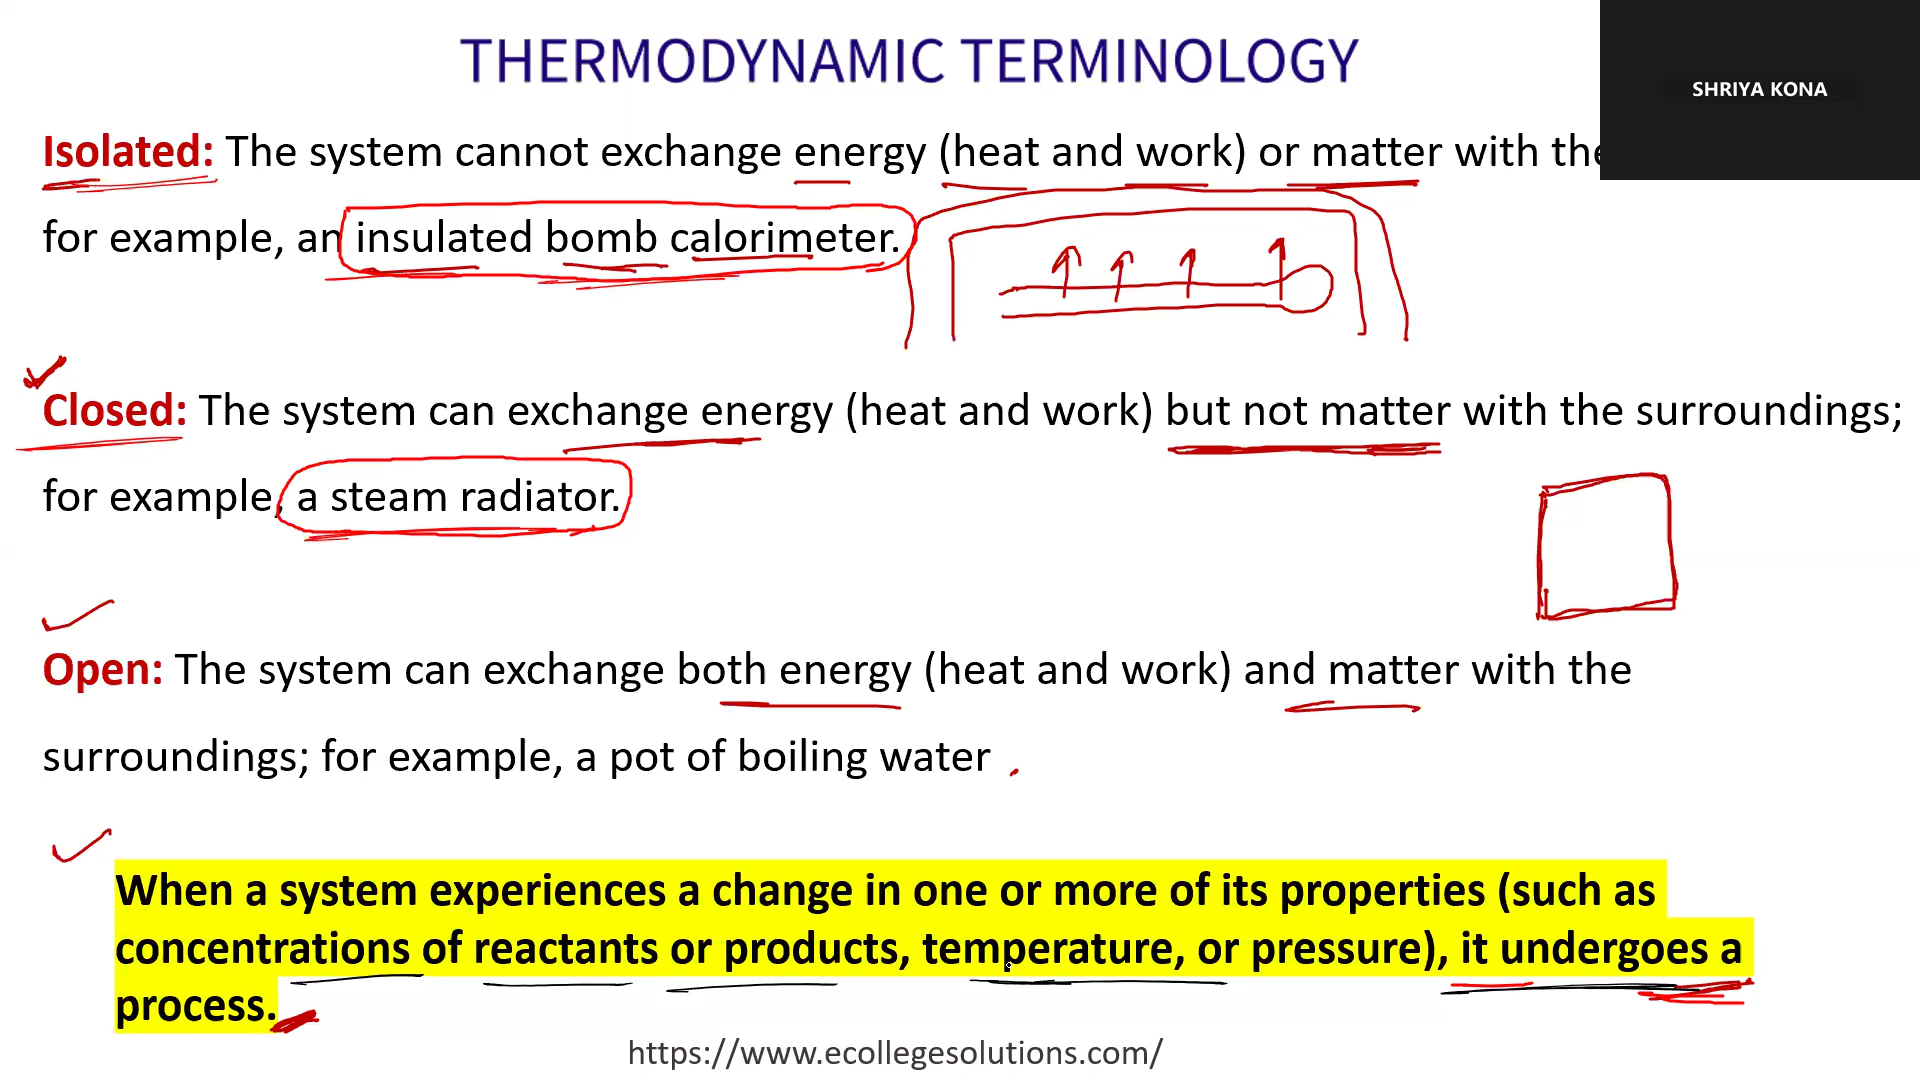 THERMODYNAMIC TERMINOLOGY
SHRIYA KONA
Isolated: The system cannot exchange energy (heat and work) or matter with the
for example, an insulated bomb calorimeter.
Closed: The system can exchange energy (heat and work) but not matter with the surroundings;
for example, a steam radiator.
Open: The system can exchange both energy (heat and work) and matter with the
surroundings; for example, a pot of boiling water
When a system experiences a change in one or more of its properties (such as
concentrations of reactants or products, temperature, or pressure), it undergoes a
process.
https://www.ecollegesolutions.com/